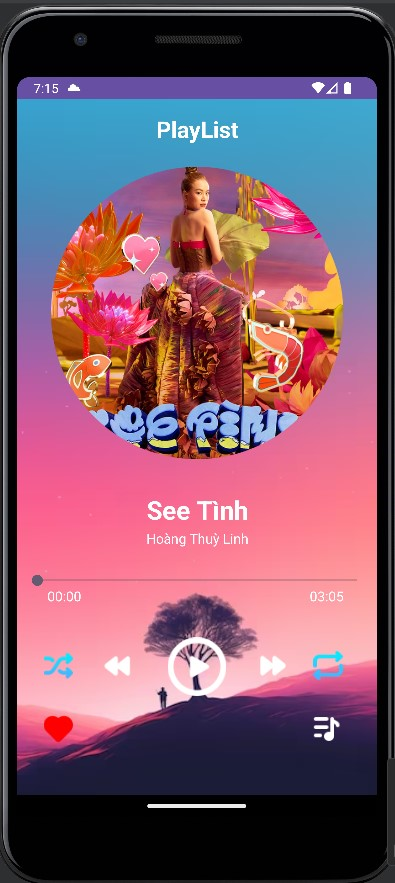 7:15
PlayList
See Tình
Hoàng Thuỳ Linh
00:00
03:05